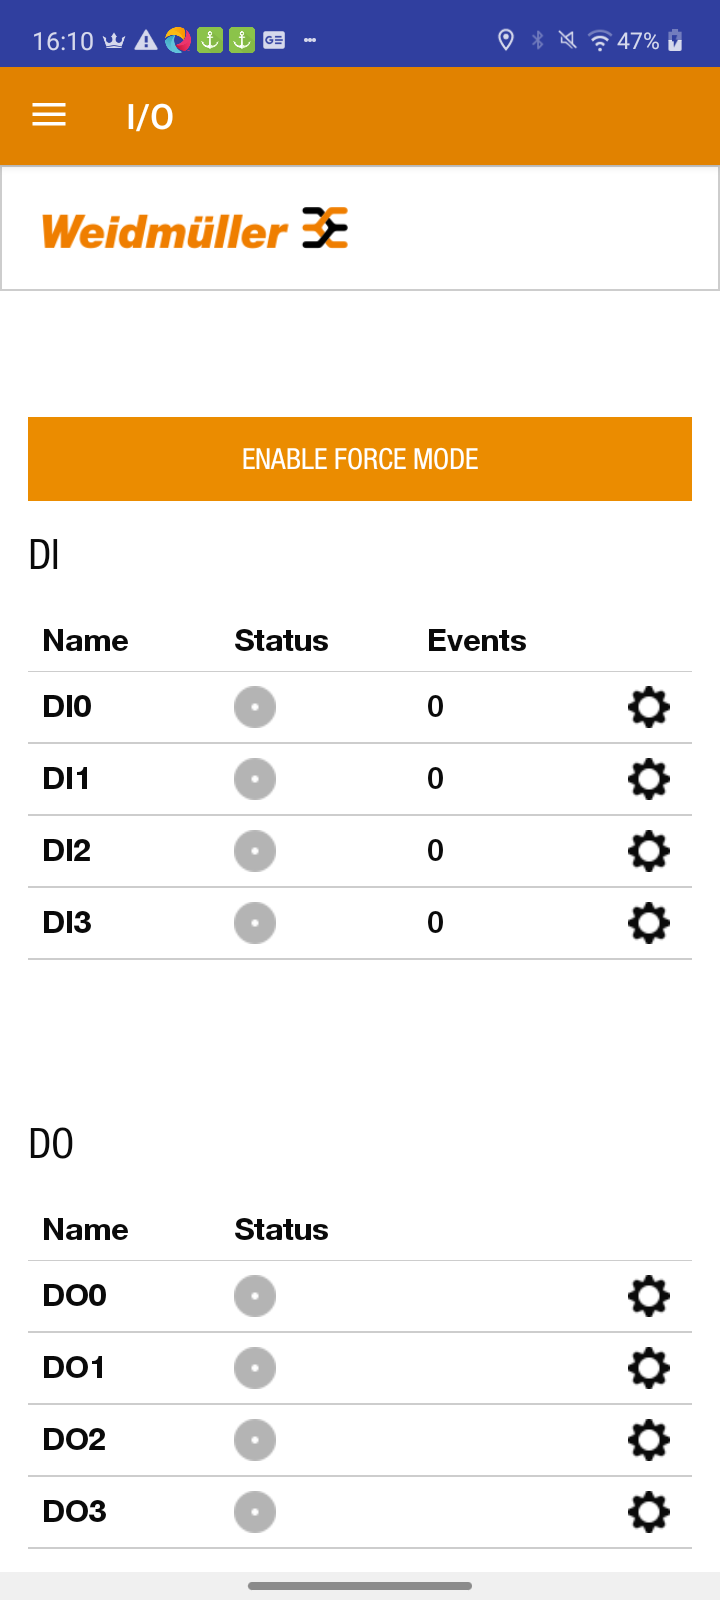 16:10 47%
I/O
Weidmüller
ENABLE FORCE MODE
DI
Name Status Events
DI0 0
DI1 0
DI2 0
DI3 0
DO
Name Status
DO0
DO1
DO2
DO3